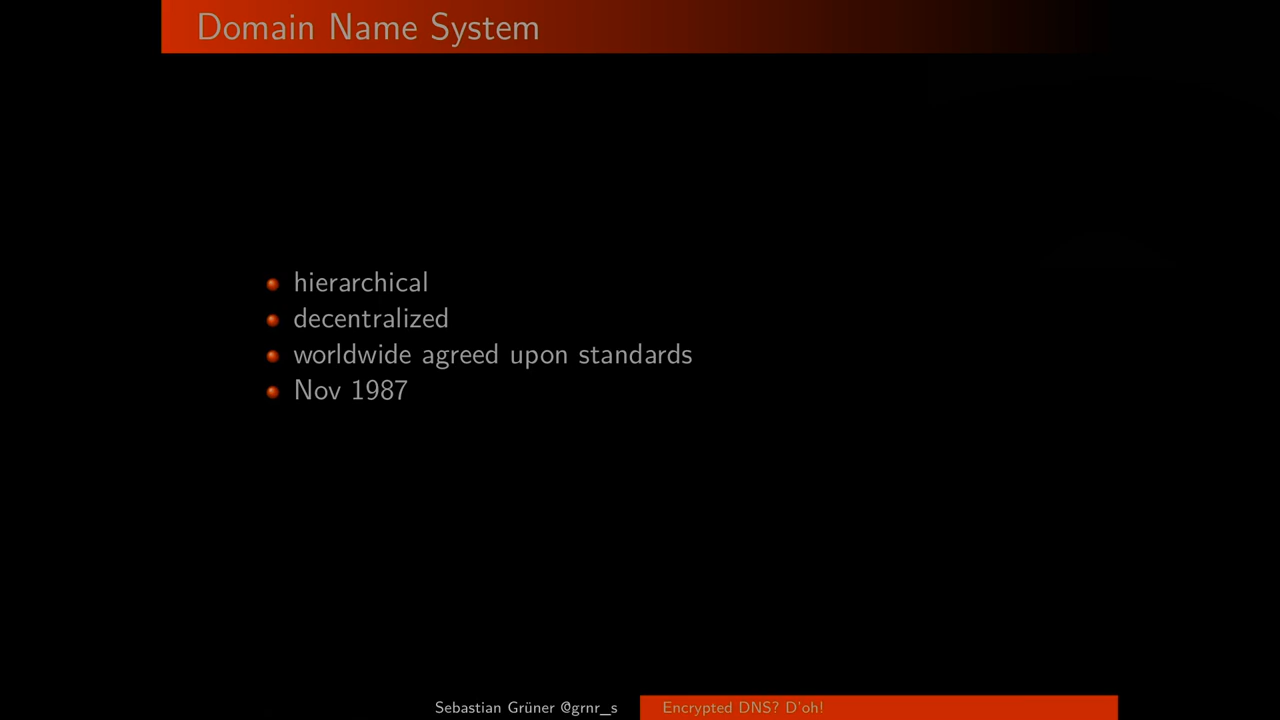 Domain Name System
hierarchical
decentralized
worldwide agreed upon standards
Nov 1987
Sebastian Grüner @grnr_s
Encrypted DNS? D'oh!